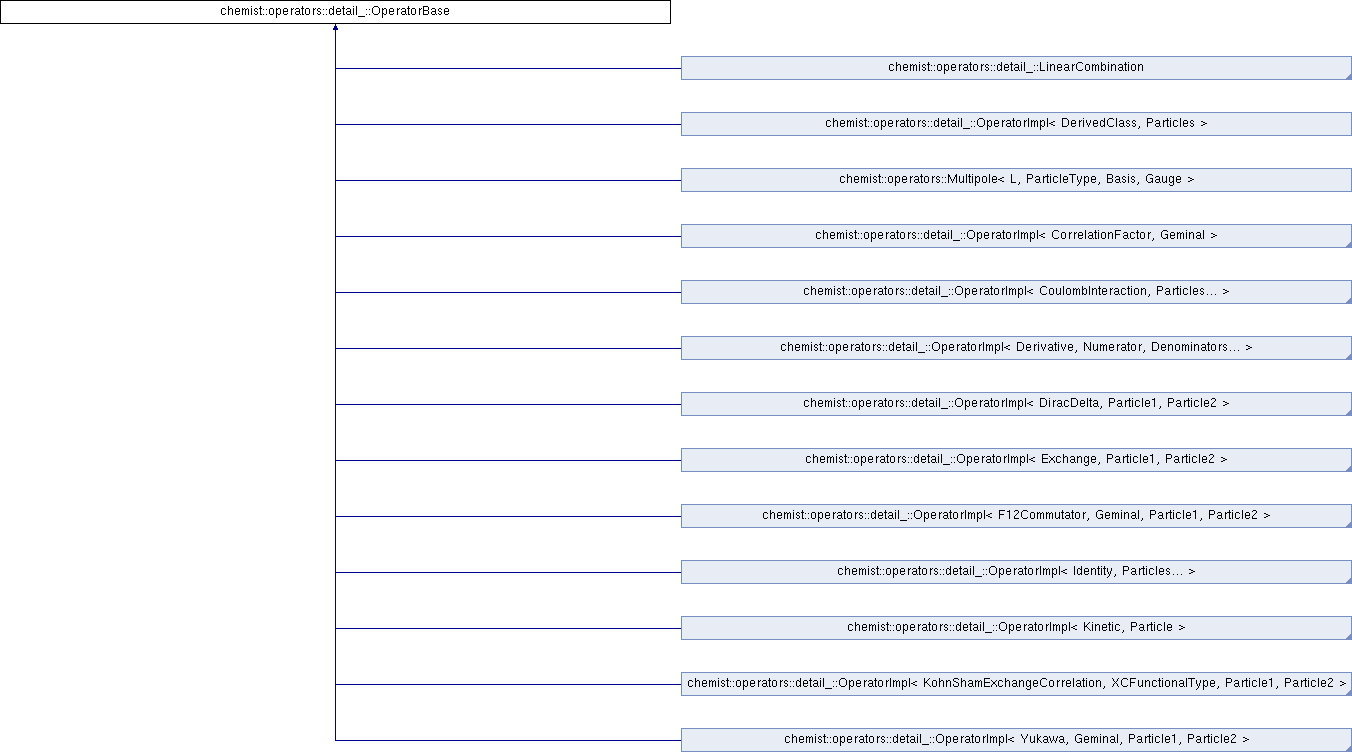 chemist::operators::detail_::OperatorBase
chemist::operators::detail_::LinearCombination
chemist::operators::detail_::OperatorImpl< DerivedClass, Particles >
chemist::operators::Multipole< L, ParticleType, Basis, Gauge >
chemist::operators::detail_::OperatorImpl< CorrelationFactor, Geminal >
chemist::operators::detail_::OperatorImpl< CoulombInteraction, Particles... >
chemist::operators::detail_::OperatorImpl< Derivative, Numerator, Denominators... >
chemist::operators::detail_::OperatorImpl< DiracDelta, Particle1, Particle2 >
chemist::operators::detail_::OperatorImpl< Exchange, Particle1, Particle2 >
chemist::operators::detail_::OperatorImpl< F12Commutator, Geminal, Particle1, Particle2 >
chemist::operators::detail_::OperatorImpl< Identity, Particles... >
chemist::operators::detail_::OperatorImpl< Kinetic, Particle >
chemist::operators::detail_::OperatorImpl< KohnShamExchangeCorrelation, XCFunctionalType, Particle1, Particle2 >
chemist::operators::detail_::OperatorImpl< Yukawa, Geminal, Particle1, Particle2 >